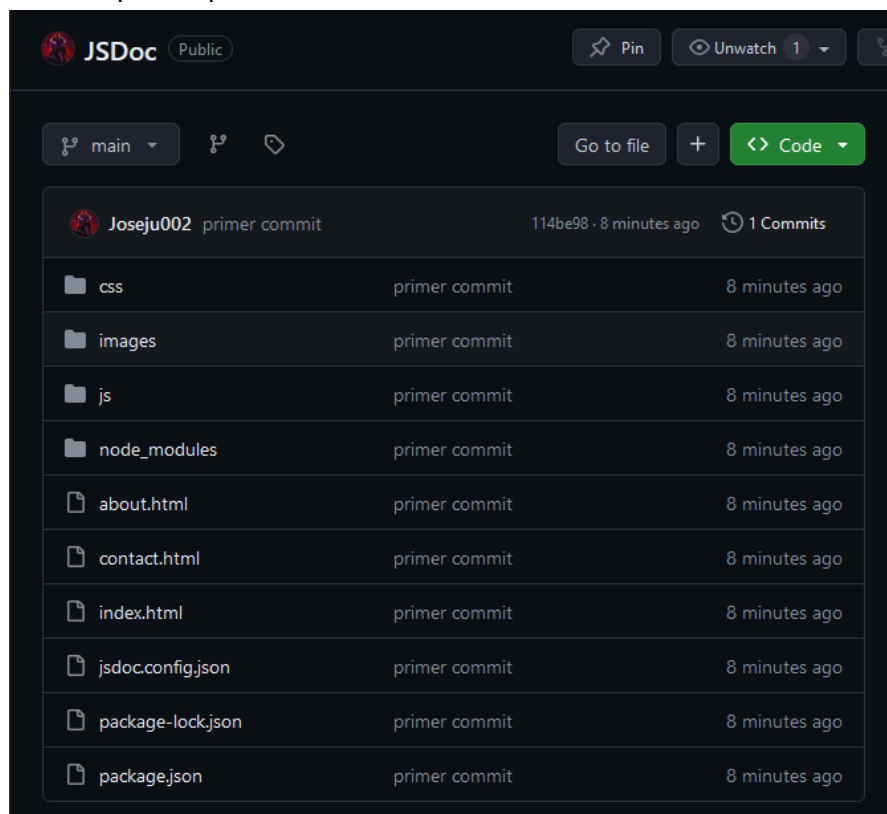 JSDoc Public Pin Unwatch 1
main Go to file + Code
Joseju002 primer commit 114be98 · 8 minutes ago 1 Commits
css primer commit 8 minutes ago
images primer commit 8 minutes ago
js primer commit 8 minutes ago
node_modules primer commit 8 minutes ago
about.html primer commit 8 minutes ago
contact.html primer commit 8 minutes ago
index.html primer commit 8 minutes ago
jsdoc.config.json primer commit 8 minutes ago
package-lock.json primer commit 8 minutes ago
package.json primer commit 8 minutes ago